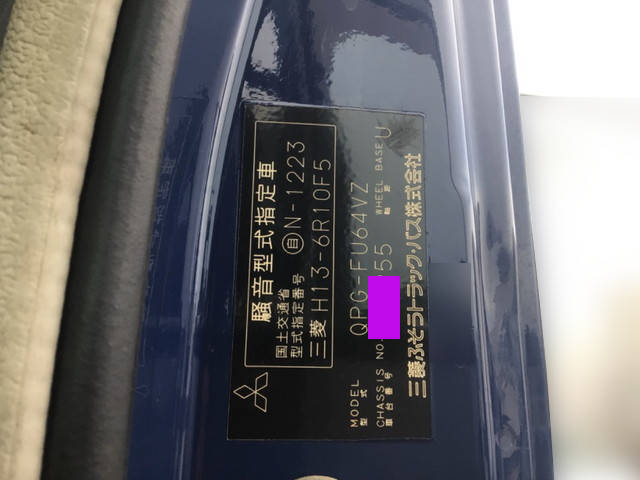 騒音型式指定車
国土交通省
型式指定番号 自N-1223
三菱 H13-6R10F5
MODEL
型式 QPG-FU64VZ
CHASSIS NO. 55 WHEEL BASE U
車台番号 軸距
三菱ふそうトラック・バス株式会社